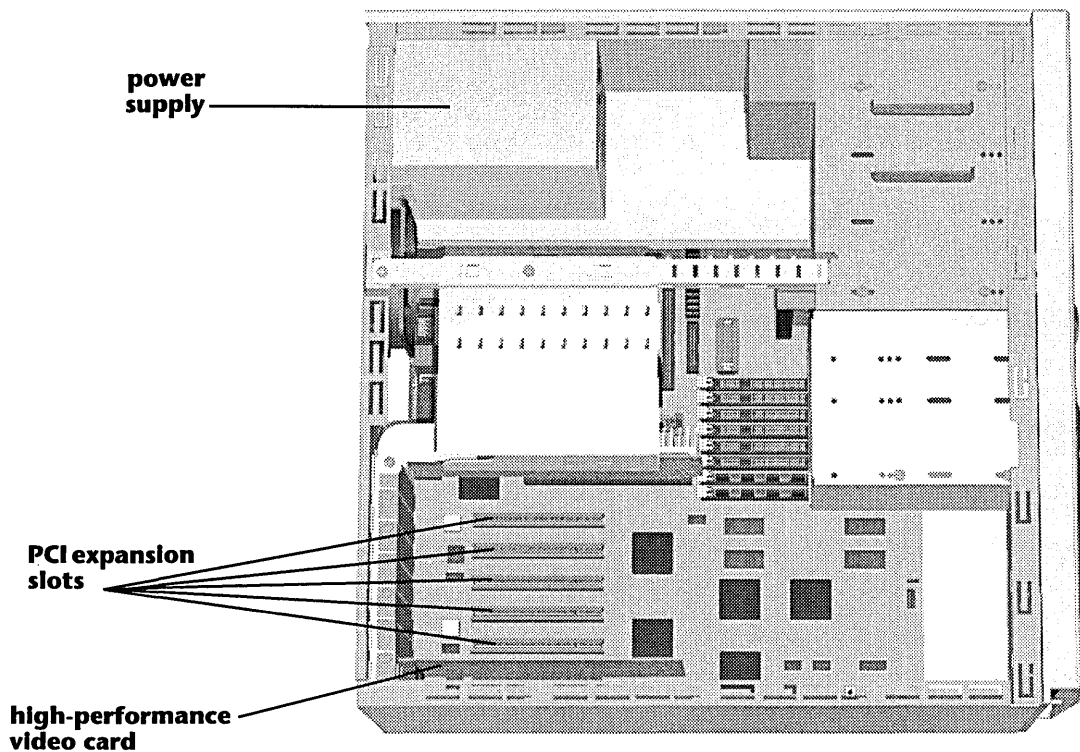 power
supply
PCI expansion
slots
high-performance
video card